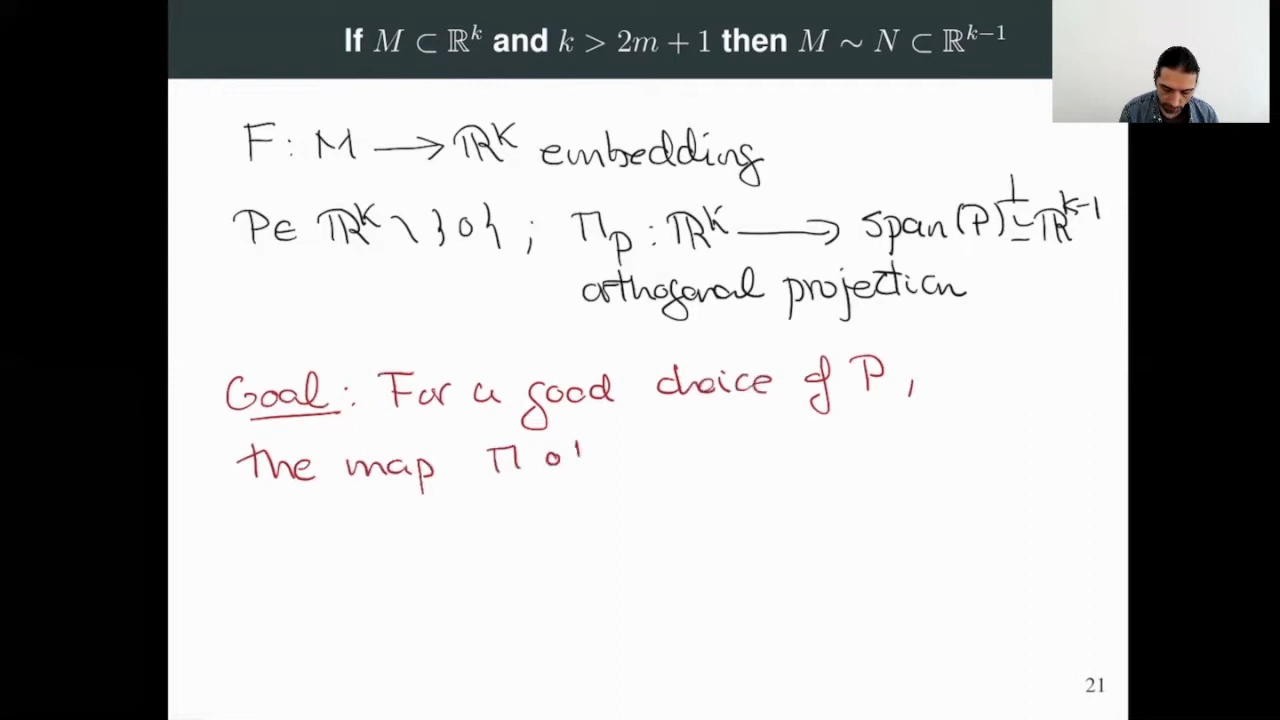 If M ⊂ ℝ^k and k > 2m + 1 then M ∼ N ⊂ ℝ^{k−1}
F : M ⟶ ℝ^k embedding
P ∈ ℝ^k \ {0} ; π_P : ℝ^k ⟶ span(P)^⊥ ≃ ℝ^{k-1}
orthogonal projection
Goal : For a good choice of P,
the map π ∘
21